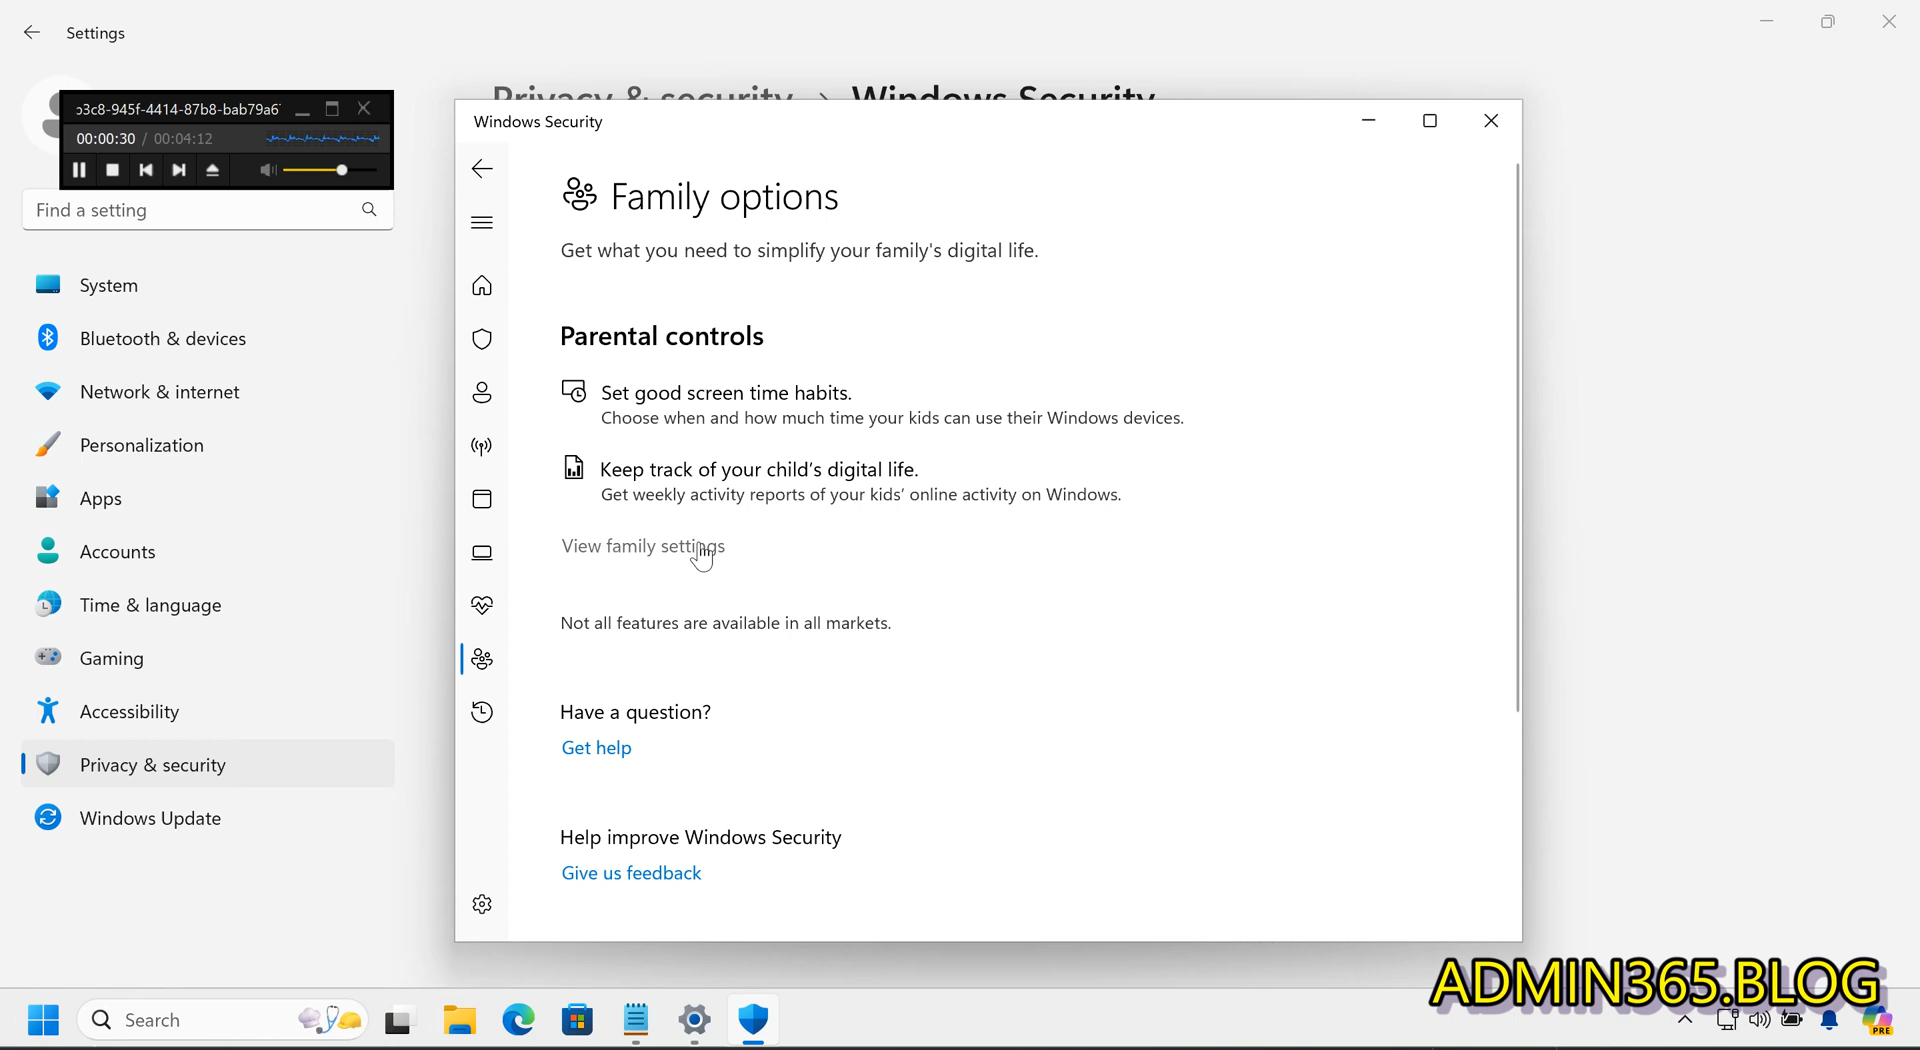 Settings
Privacy & security > Windows Security
ɔ3c8-945f-4414-87b8-bab79a6
00:00:30 / 00:04:12
Find a setting
System
Bluetooth & devices
Network & internet
Personalization
Apps
Accounts
Time & language
Gaming
Accessibility
Privacy & security
Windows Update
Windows Security
Family options
Get what you need to simplify your family's digital life.
Parental controls
Set good screen time habits.
Choose when and how much time your kids can use their Windows devices.
Keep track of your child’s digital life.
Get weekly activity reports of your kids’ online activity on Windows.
View family settings
Not all features are available in all markets.
Have a question?
Get help
Help improve Windows Security
Give us feedback
ADMIN365.BLOG
Search
PRE